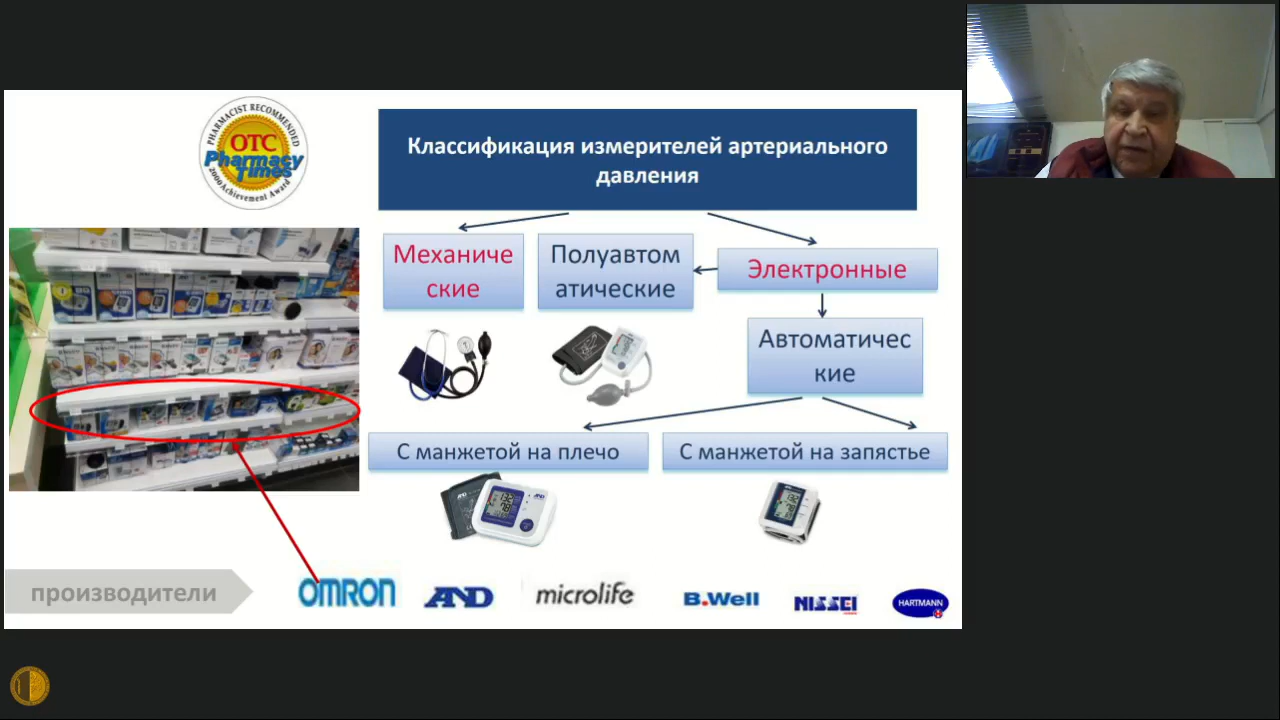 PHARMACIST RECOMMENDED
OTC
Pharmacy
Times
2000 Achievement Award
Классификация измерителей артериального
давления
Механиче
ские
Полуавтом
атические
Электронные
Автоматичес
кие
С манжетой на плечо
С манжетой на запястье
производители
OMRON
AND
microlife
B.Well
NISSEI
HARTMANN